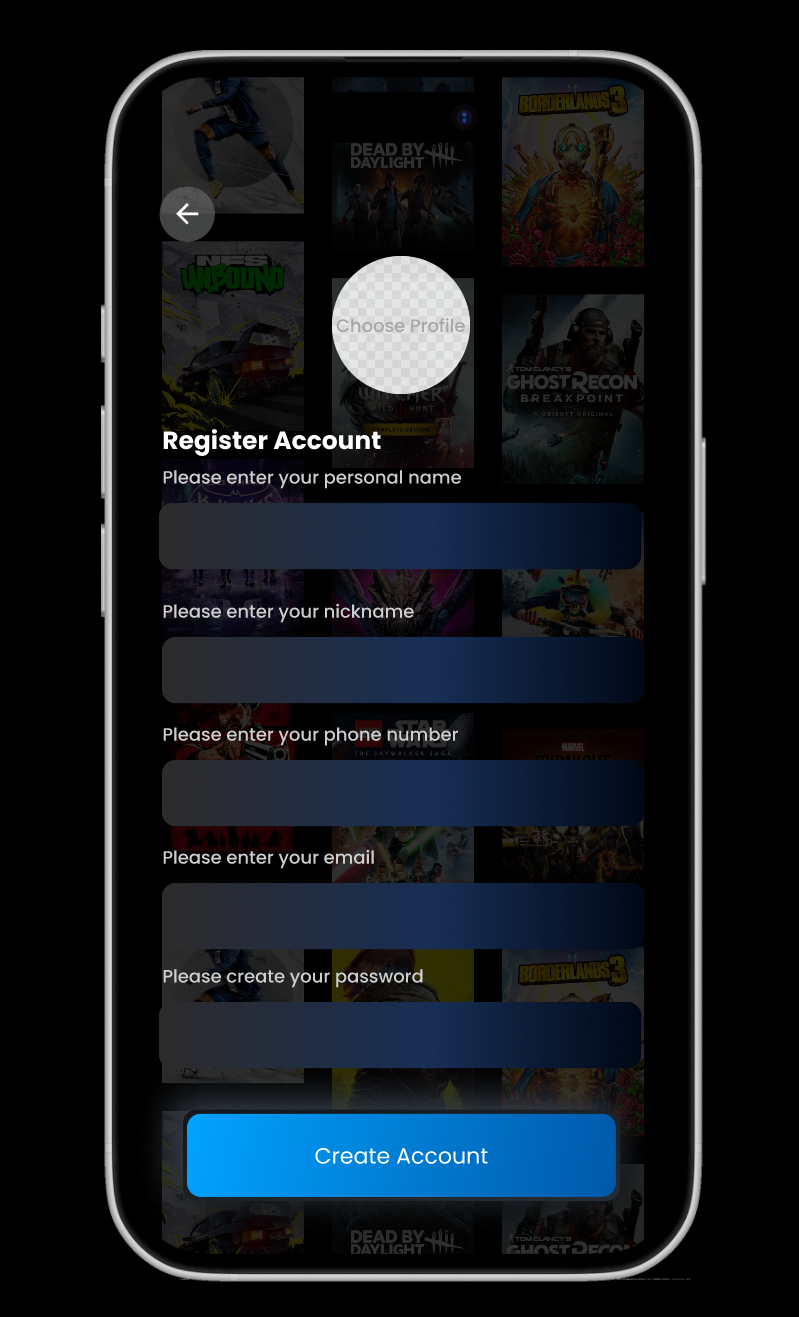 BORDERLANDS 3
DEAD BY
DAYLIGHT
NFS
UNBOUND
Choose Profile
TOM CLANCY'S
GHOST RECON
BREAKPOINT
A UBISOFT ORIGINAL
WITCHER
WILD HUNT
COMPLETE EDITION
Register Account
Please enter your personal name
Please enter your nickname
Please enter your phone number
LEGO STAR
WARS
THE SKYWALKER SAGA
MARVEL
Please enter your email
BORDERLANDS 3
Please create your password
Create Account
DEAD BY
DAYLIGHT
TOM CLANCY'S
GHOST RECON